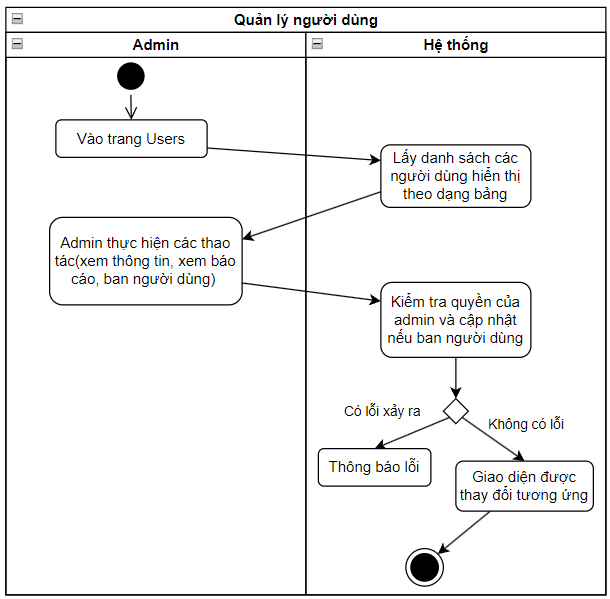 Quản lý người dùng
Admin
Hệ thống
Vào trang Users
Lấy danh sách các
người dùng hiển thị
theo dạng bảng
Admin thực hiện các thao
tác(xem thông tin, xem báo
cáo, ban người dùng)
Kiểm tra quyền của
admin và cập nhật
nếu ban người dùng
Có lỗi xảy ra
Không có lỗi
Thông báo lỗi
Giao diện được
thay đổi tương ứng